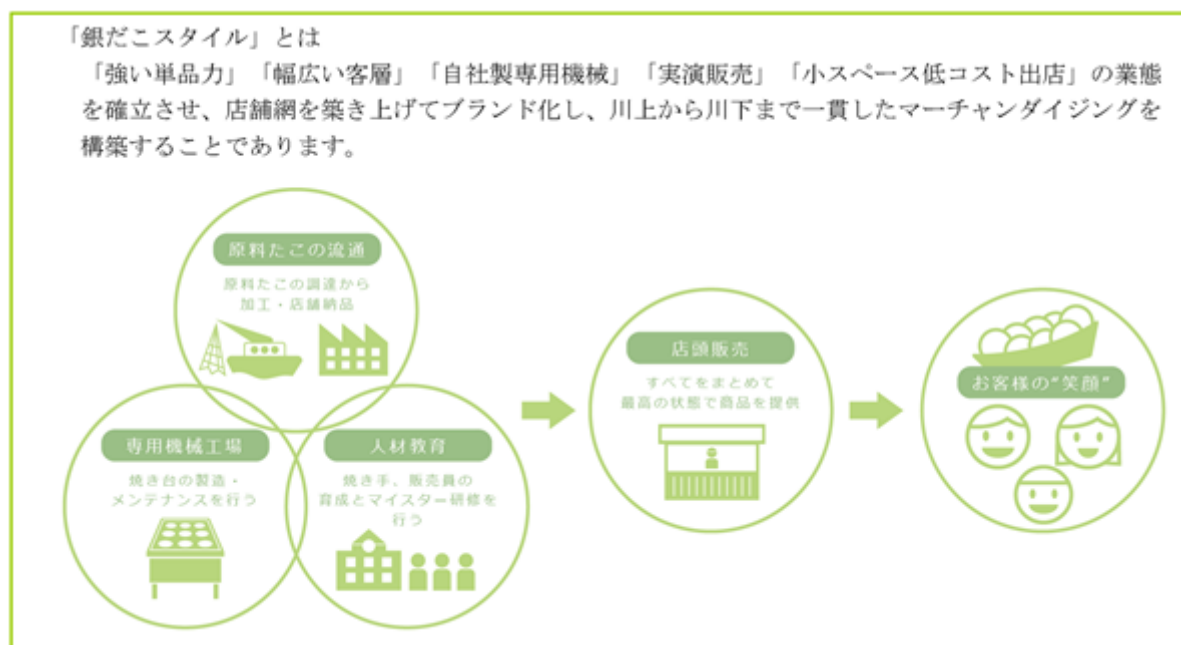 「銀だこスタイル」とは
「強い単品力」「幅広い客層」「自社製専用機械」「実演販売」「小スペース低コスト出店」の業態
を確立させ、店舗網を築き上げてブランド化し、川上から川下まで一貫したマーチャンダイジングを
構築することであります。
原料たこの流通
原料たこの調達から
加工・店舗納品
専用機械工場
焼き台の製造・
メンテナンスを行う
人材教育
焼き手、販売員の
育成とマイスター研修を
行う
店頭販売
すべてをまとめて
最高の状態で商品を提供
お客様の“笑顔”